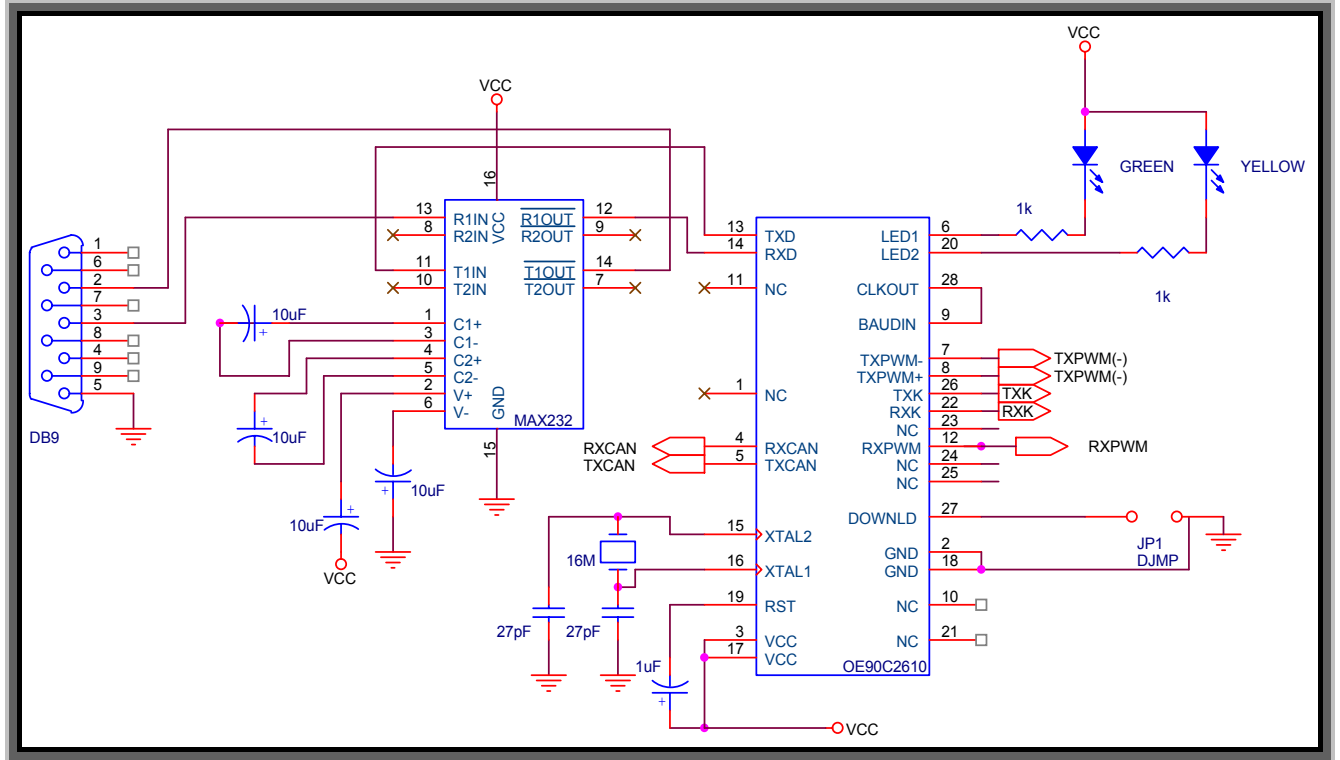 VCC
VCC
GREEN
YELLOW
1k
1k
DB9
1
6
2
7
3
8
4
9
5
10uF
10uF
10uF
10uF
VCC
MAX232
16
VCC
13 R1IN
8 R2IN
11 T1IN
10 T2IN
1 C1+
3 C1-
4 C2+
5 C2-
2 V+
6 V-
GND
15
R1OUT 12
R2OUT 9
T1OUT 14
T2OUT 7
13 TXD
14 RXD
11 NC
1 NC
RXCAN 4 RXCAN
TXCAN 5 TXCAN
15 XTAL2
16 XTAL1
19 RST
3 VCC
17 VCC
16M
27pF
27pF
1uF
VCC
LED1 6
LED2 20
CLKOUT 28
BAUDIN 9
TXPWM- 7 TXPWM(-)
TXPWM+ 8 TXPWM(-)
TXK 26 TXK
RXK 22 RXK
NC 23
RXPWM 12 RXPWM
NC 24
NC 25
DOWNLD 27
GND 2
GND 18
NC 10
NC 21
OE90C2610
JP1
DJMP